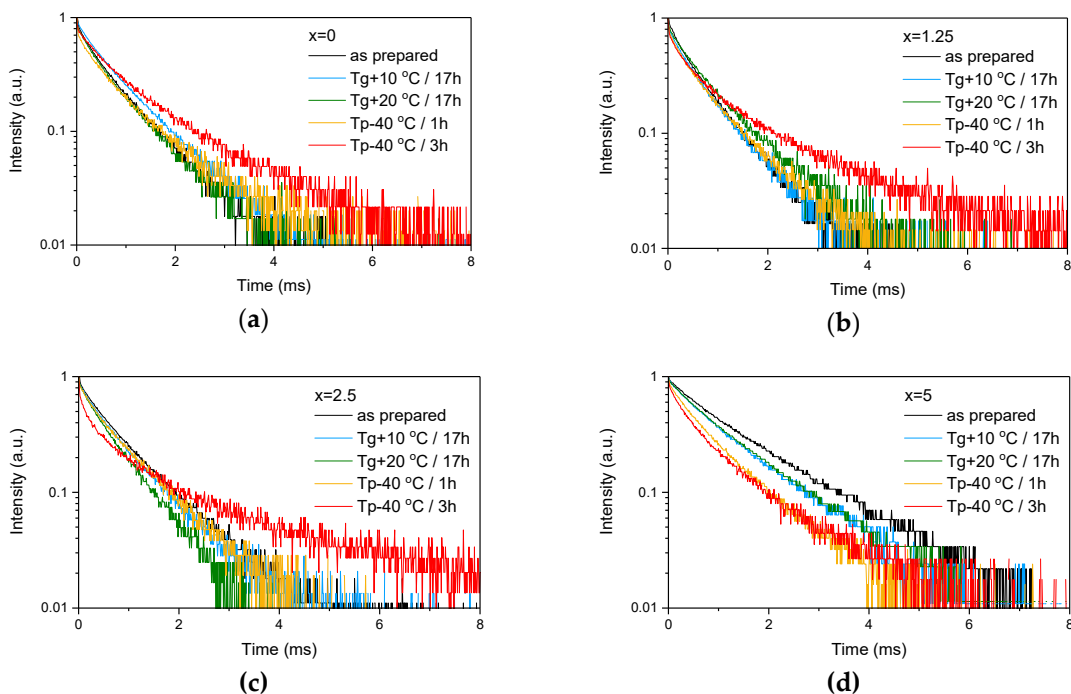 x=0
as prepared
Tg+10 °C / 17h
Tg+20 °C / 17h
Tp-40 °C / 1h
Tp-40 °C / 3h
Intensity (a.u.)
1
0.1
0.01
0 2 4 6 8
Time (ms)
(a)
x=1.25
as prepared
Tg+10 °C / 17h
Tg+20 °C / 17h
Tp-40 °C / 1h
Tp-40 °C / 3h
Intensity (a.u.)
1
0.1
0.01
0 2 4 6 8
Time (ms)
(b)
x=2.5
as prepared
Tg+10 °C / 17h
Tg+20 °C / 17h
Tp-40 °C / 1h
Tp-40 °C / 3h
Intensity (a.u.)
1
0.1
0.01
0 2 4 6 8
Time (ms)
(c)
x=5
as prepared
Tg+10 °C / 17h
Tg+20 °C / 17h
Tp-40 °C / 1h
Tp-40 °C / 3h
Intensity (a.u.)
1
0.1
0.01
0 2 4 6 8
Time (ms)
(d)